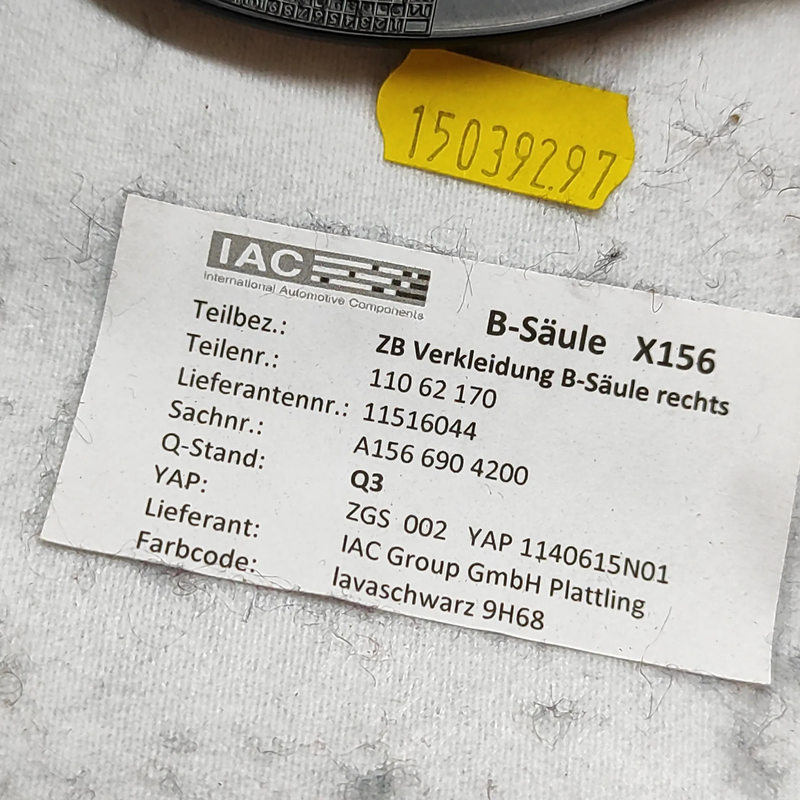 15039297
IAC
International Automotive Components
B-Säule X156
Teilbez.: ZB Verkleidung B-Säule rechts
Teilenr.: 110 62 170
Lieferantennr.: 11516044
Sachnr.: A156 690 4200
Q-Stand: Q3
YAP: ZGS 002 YAP 1140615N01
Lieferant: IAC Group GmbH Plattling
Farbcode: lavaschwarz 9H68